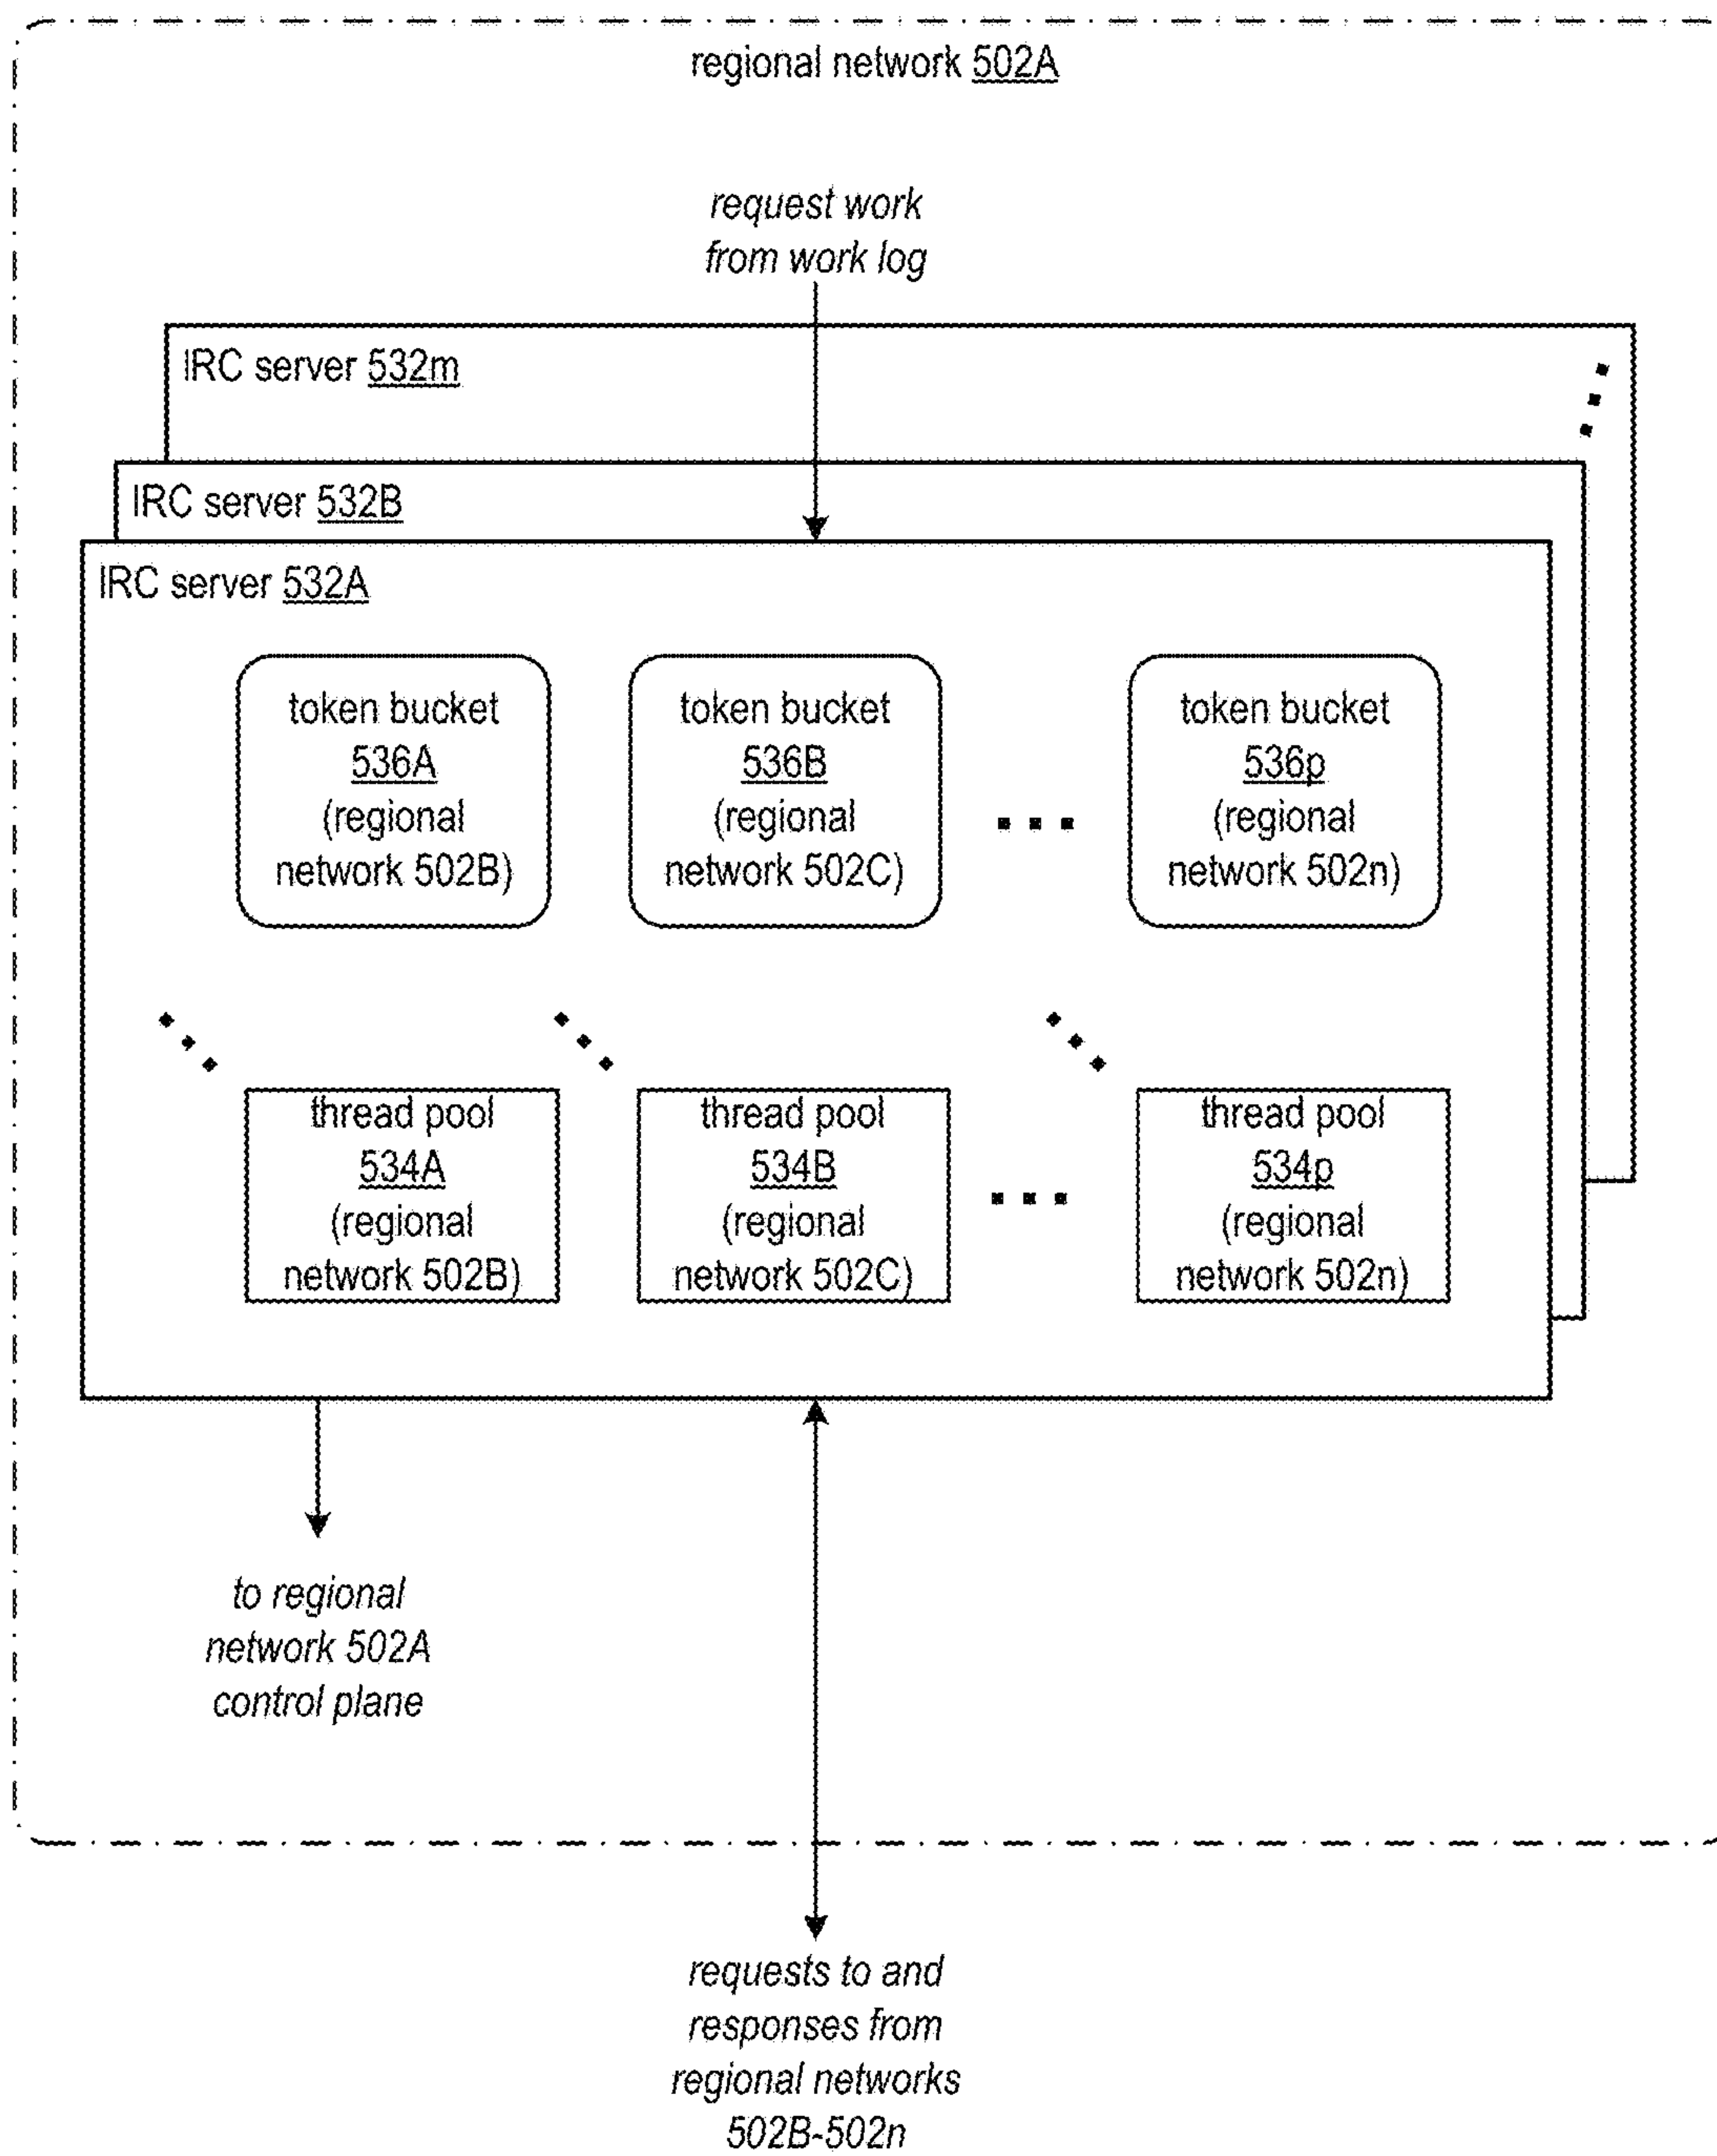 regional network 502A
request work
from work log
IRC server 532m
IRC server 532B
IRC server 532A
token bucket
536A
(regional
network 502B)
token bucket
536B
(regional
network 502C)
token bucket
536p
(regional
network 502n)
thread pool
534A
(regional
network 502B)
thread pool
534B
(regional
network 502C)
thread pool
534p
(regional
network 502n)
to regional
network 502A
control plane
requests to and
responses from
regional networks
502B-502n